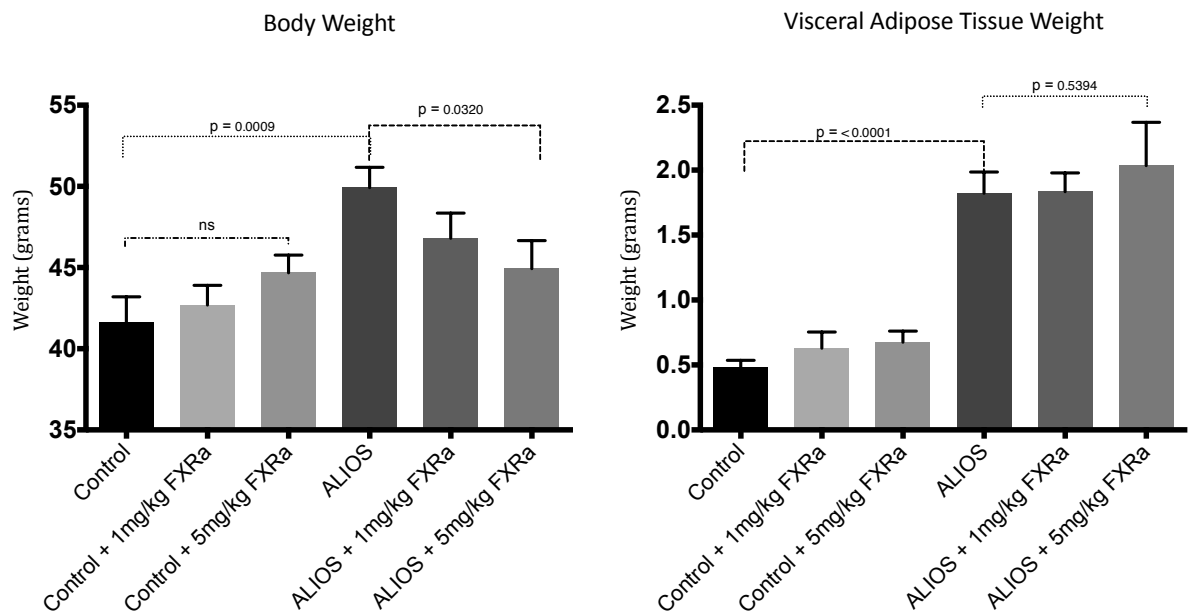 Body Weight
Weight (grams)
55
50
45
40
35
p = 0.0009
p = 0.0320
ns
Control
Control + 1mg/kg FXRa
Control + 5mg/kg FXRa
ALIOS
ALIOS + 1mg/kg FXRa
ALIOS + 5mg/kg FXRa
Visceral Adipose Tissue Weight
Weight (grams)
2.5
2.0
1.5
1.0
0.5
0.0
p = <0.0001
p = 0.5394
Control
Control + 1mg/kg FXRa
Control + 5mg/kg FXRa
ALIOS
ALIOS + 1mg/kg FXRa
ALIOS + 5mg/kg FXRa